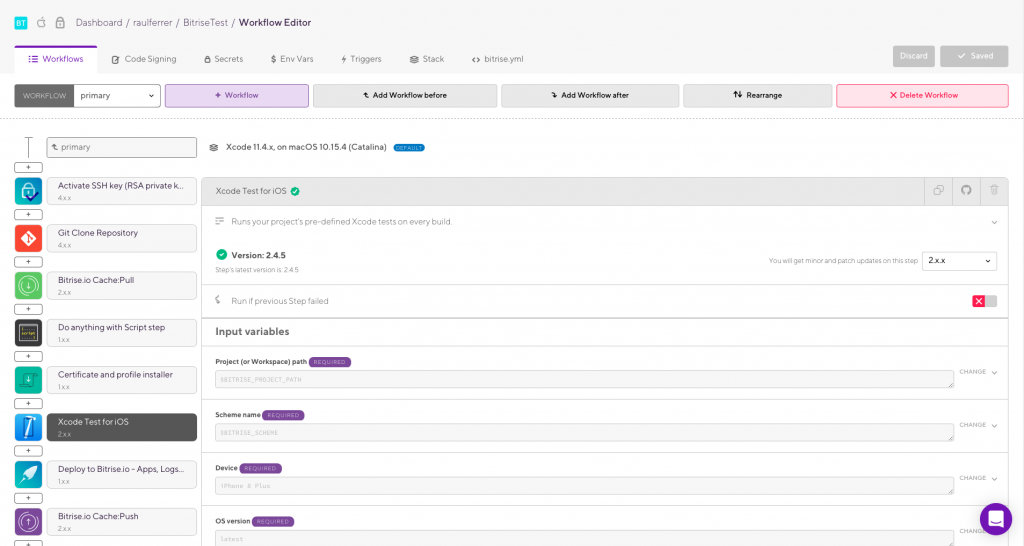 BT Dashboard / raulferrer / BitriseTest / Workflow Editor
Workflows Code Signing Secrets $ Env Vars Triggers Stack <> bitrise.yml
Discard Saved
WORKFLOW primary + Workflow Add Workflow before Add Workflow after Rearrange Delete Workflow
primary Xcode 11.4.x, on macOS 10.15.4 (Catalina) DEFAULT
+
Activate SSH key (RSA private k...
4.x.x
+
Git Clone Repository
4.x.x
+
Bitrise.io Cache:Pull
2.x.x
+
Do anything with Script step
1.x.x
+
Certificate and profile installer
1.x.x
+
Xcode Test for iOS
2.x.x
+
Deploy to Bitrise.io - Apps, Logs...
1.x.x
+
Bitrise.io Cache:Push
2.x.x
+
Xcode Test for iOS
Runs your project's pre-defined Xcode tests on every build.
Version: 2.4.5
Step's latest version is: 2.4.5
You will get minor and patch updates on this step 2.x.x
Run if previous Step failed
Input variables
Project (or Workspace) path REQUIRED
$BITRISE_PROJECT_PATH
CHANGE
Scheme name REQUIRED
$BITRISE_SCHEME
CHANGE
Device REQUIRED
iPhone 8 Plus
CHANGE
OS version REQUIRED
latest
CHANGE